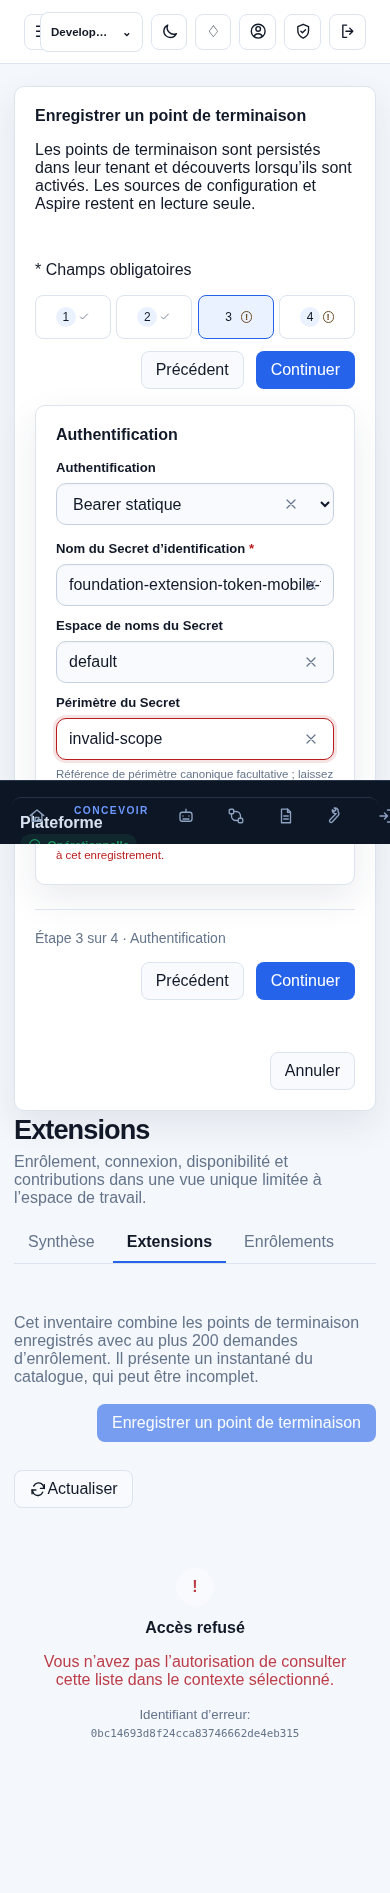 Develop…
Enregistrer un point de terminaison
Les points de terminaison sont persistés
dans leur tenant et découverts lorsqu’ils sont
activés. Les sources de configuration et
Aspire restent en lecture seule.
* Champs obligatoires
1 2 3 ! 4 !
Précédent Continuer
Authentification
Authentification
Bearer statique
Nom du Secret d’identification *
foundation-extension-token-mobile-
Espace de noms du Secret
default
Périmètre du Secret
invalid-scope
Référence de périmètre canonique facultative ; laissez
CONCEVOIR
Plateforme
Opérationnelle
à cet enregistrement.
Étape 3 sur 4 · Authentification
Précédent Continuer
Annuler
Extensions
Enrôlement, connexion, disponibilité et
contributions dans une vue unique limitée à
l’espace de travail.
Synthèse Extensions Enrôlements
Cet inventaire combine les points de terminaison
enregistrés avec au plus 200 demandes
d’enrôlement. Il présente un instantané du
catalogue, qui peut être incomplet.
Enregistrer un point de terminaison
Actualiser
!
Accès refusé
Vous n’avez pas l’autorisation de consulter
cette liste dans le contexte sélectionné.
Identifiant d’erreur:
0bc14693d8f24cca83746662de4eb315